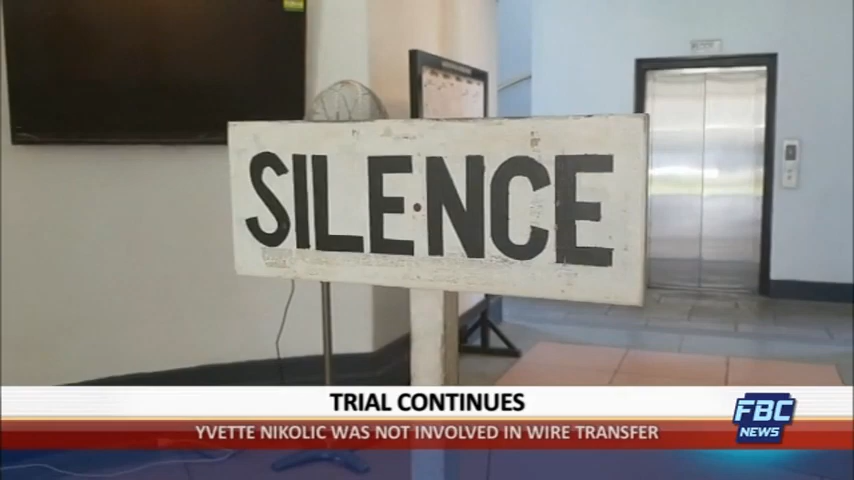 SILENCE
TRIAL CONTINUES
YVETTE NIKOLIC WAS NOT INVOLVED IN WIRE TRANSFER
FBC
NEWS